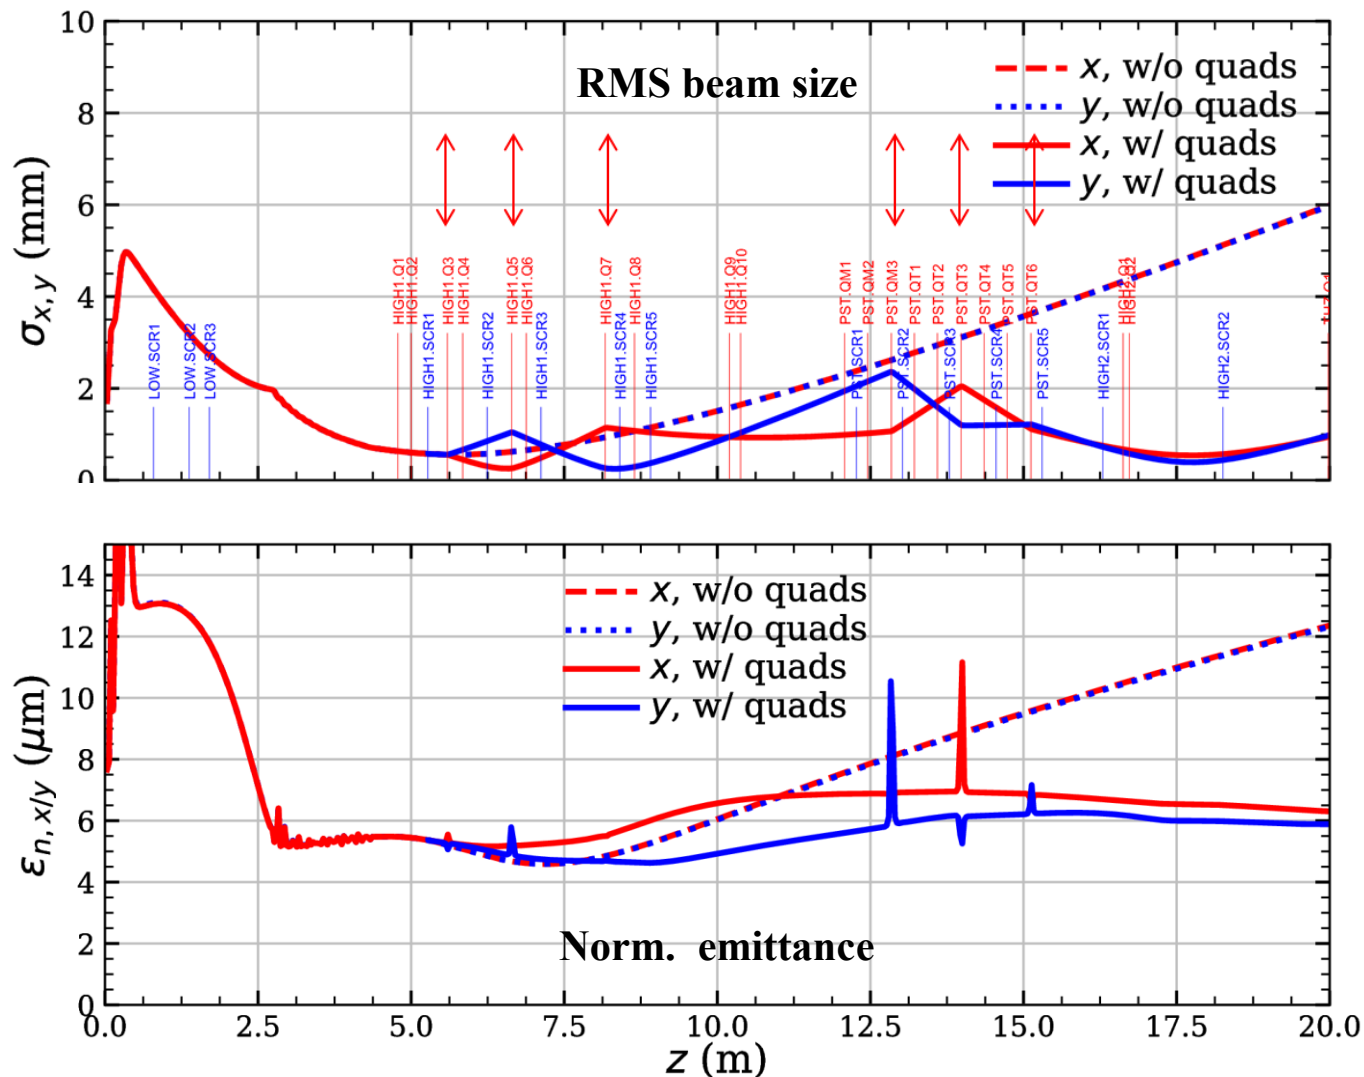 10
8
6
4
2
0
σx, y (mm)
RMS beam size
x, w/o quads
y, w/o quads
x, w/ quads
y, w/ quads
LOW.SCR1
LOW.SCR2
LOW.SCR3
HIGH1.Q1
HIGH1.Q2
HIGH1.SCR1
HIGH1.Q3
HIGH1.Q4
HIGH1.SCR2
HIGH1.Q5
HIGH1.Q6
HIGH1.SCR3
HIGH1.Q7
HIGH1.SCR4
HIGH1.Q8
HIGH1.SCR5
HIGH1.Q9
HIGH1.Q10
PST.QM1
PST.SCR1
PST.QM2
PST.QM3
PST.SCR2
PST.QT1
PST.QT2
PST.SCR3
PST.QT3
PST.QT4
PST.SCR4
PST.QT5
PST.QT6
PST.SCR5
HIGH2.SCR1
HIGH2.Q1
HIGH2.Q2
HIGH2.SCR2
14
12
10
8
6
4
2
0
εn, x/y (μm)
x, w/o quads
y, w/o quads
x, w/ quads
y, w/ quads
Norm. emittance
0.0 2.5 5.0 7.5 10.0 12.5 15.0 17.5 20.0
z (m)